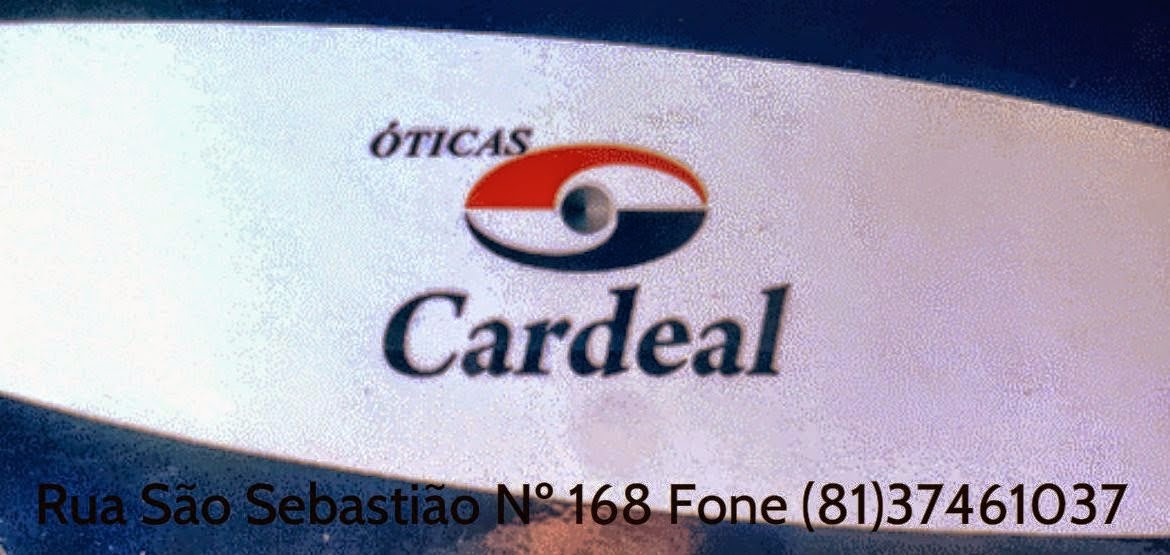 ÓTICAS
Cardeal
Rua São Sebastião Nº 168 Fone (81)37461037